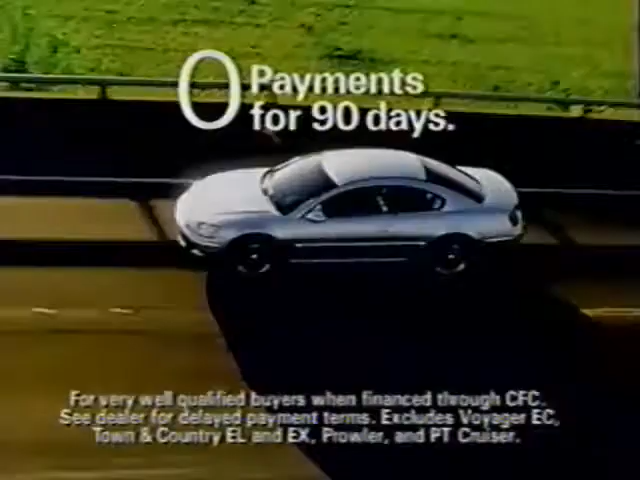 0 Payments
for 90 days.
For very well qualified buyers when financed through CFC.
See dealer for delayed payment terms. Excludes Voyager EC,
Town & Country EL and EX, Prowler, and PT Cruiser.